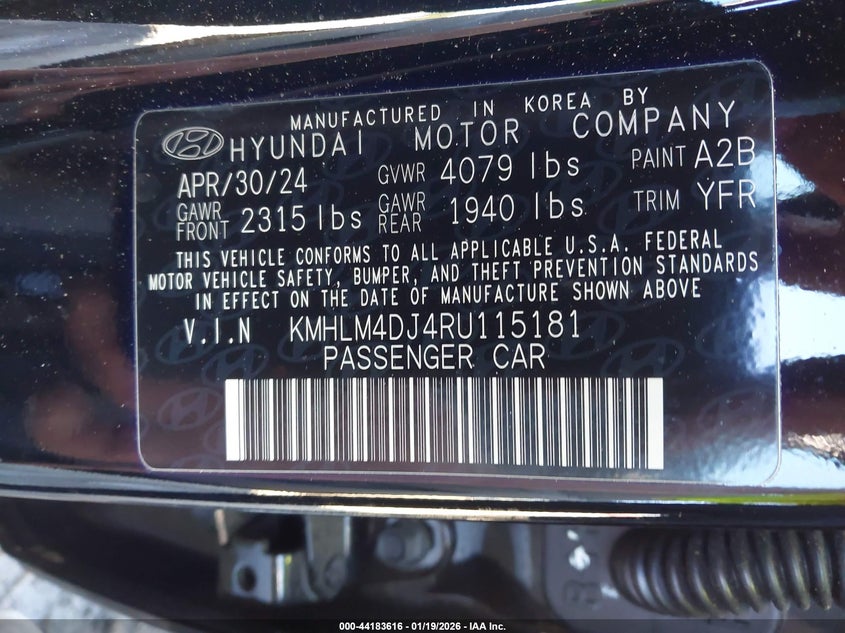 MANUFACTURED IN KOREA BY
HYUNDAI MOTOR COMPANY
APR/30/24 GVWR 4079 lbs PAINT A2B
GAWR FRONT 2315 lbs GAWR REAR 1940 lbs TRIM YFR
THIS VEHICLE CONFORMS TO ALL APPLICABLE U.S.A. FEDERAL
MOTOR VEHICLE SAFETY, BUMPER, AND THEFT PREVENTION STANDARDS
IN EFFECT ON THE DATE OF MANUFACTURE SHOWN ABOVE
V.I.N KMHLM4DJ4RU115181
PASSENGER CAR
000-44183616 - 01/19/2026 - IAA Inc.